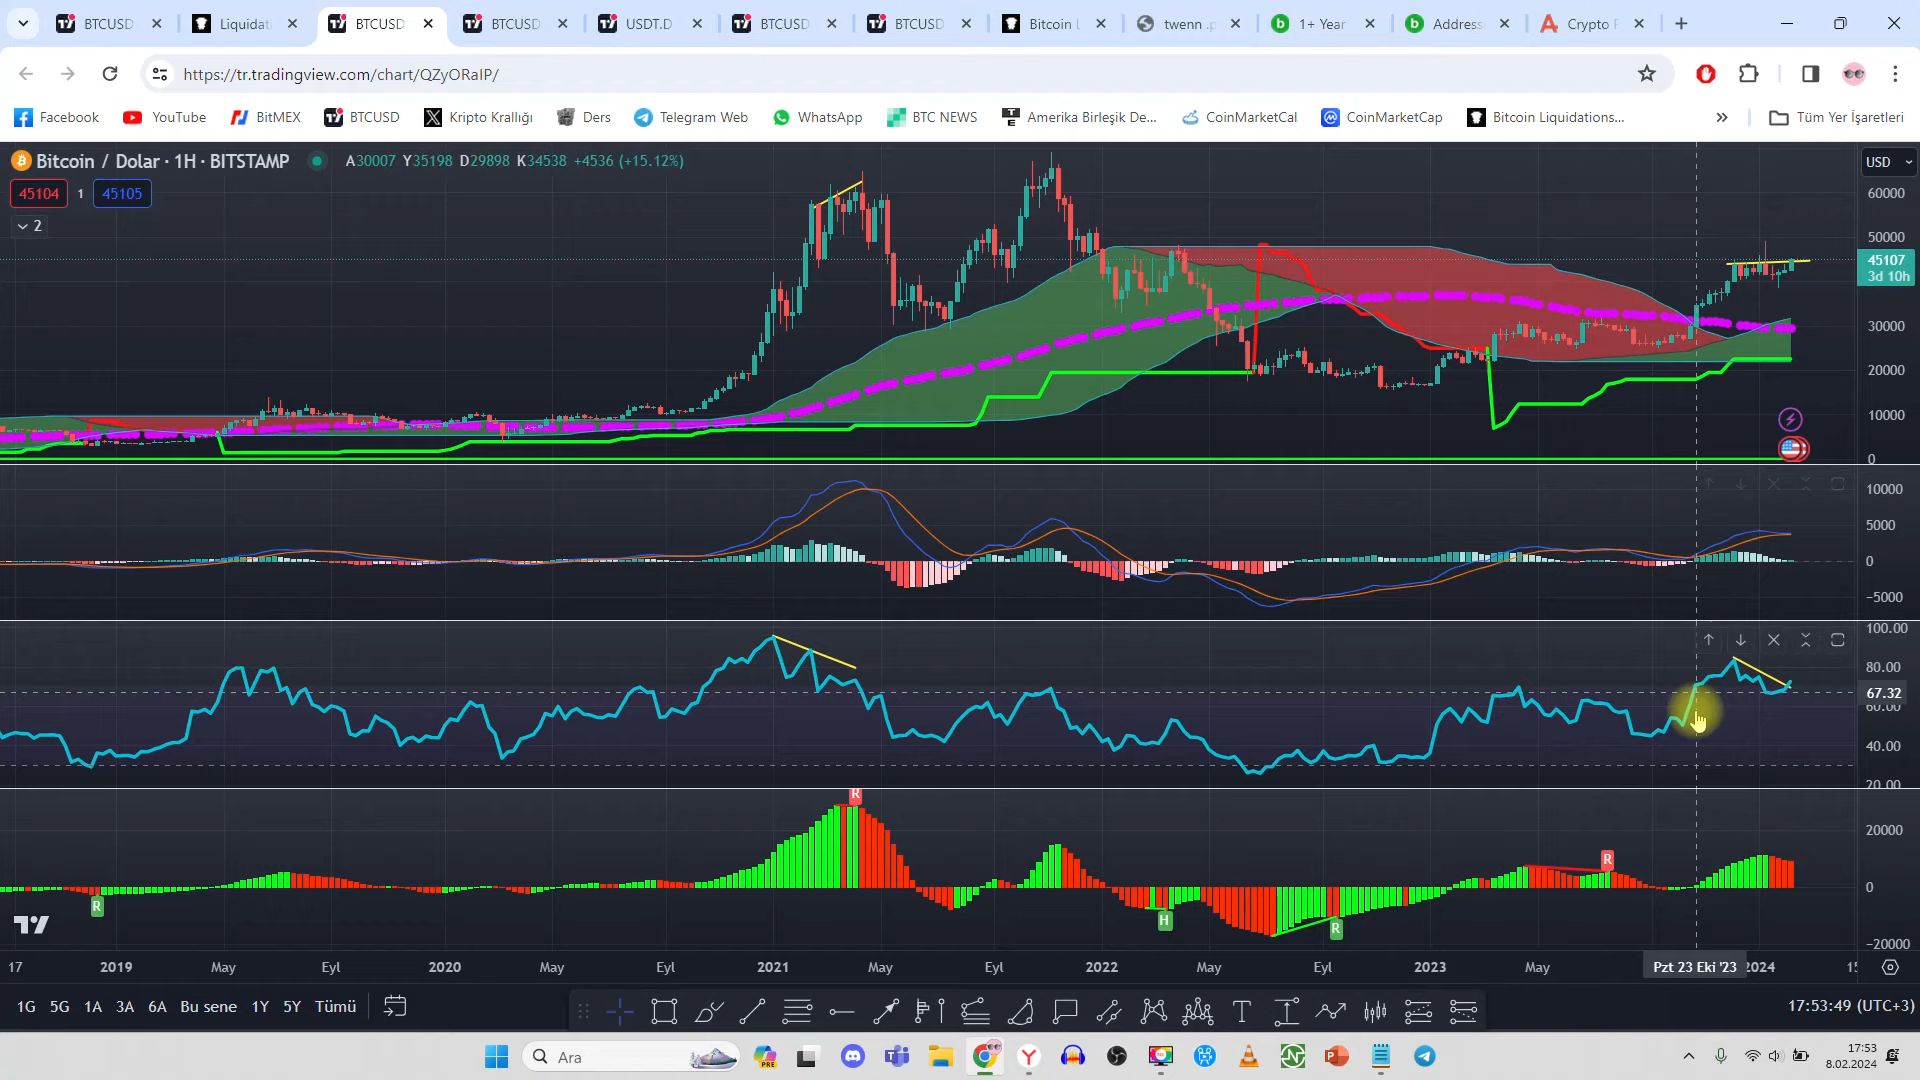 BTCUSD
Liquidati
BTCUSD
BTCUSD
USDT.D
BTCUSD
BTCUSD
Bitcoin L
twenn .p
1+ Year
Address
Crypto F
https://tr.tradingview.com/chart/QZyORaIP/
Facebook
YouTube
BitMEX
BTCUSD
Kripto Krallığı
Ders
Telegram Web
WhatsApp
BTC NEWS
Amerika Birleşik De...
CoinMarketCal
CoinMarketCap
Bitcoin Liquidations...
Tüm Yer İşaretleri
Bitcoin / Dolar · 1H · BITSTAMP
A30007 Y35198 D29898 K34538 +4536 (+15.12%)
USD
45104
1
45105
2
60000
50000
45107
3d 10h
30000
20000
10000
0
10000
5000
0
−5000
100.00
80.00
67.32
60.00
40.00
20.00
R
R
R
H
R
20000
0
−20000
17
2019
May
Eyl
2020
May
Eyl
2021
May
Eyl
2022
May
Eyl
2023
May
Pzt 23 Eki '23
2024
1G 5G 1A 3A 6A Bu sene 1Y 5Y Tümü
17:53:49 (UTC+3)
Ara
PRE
17:53
8.02.2024